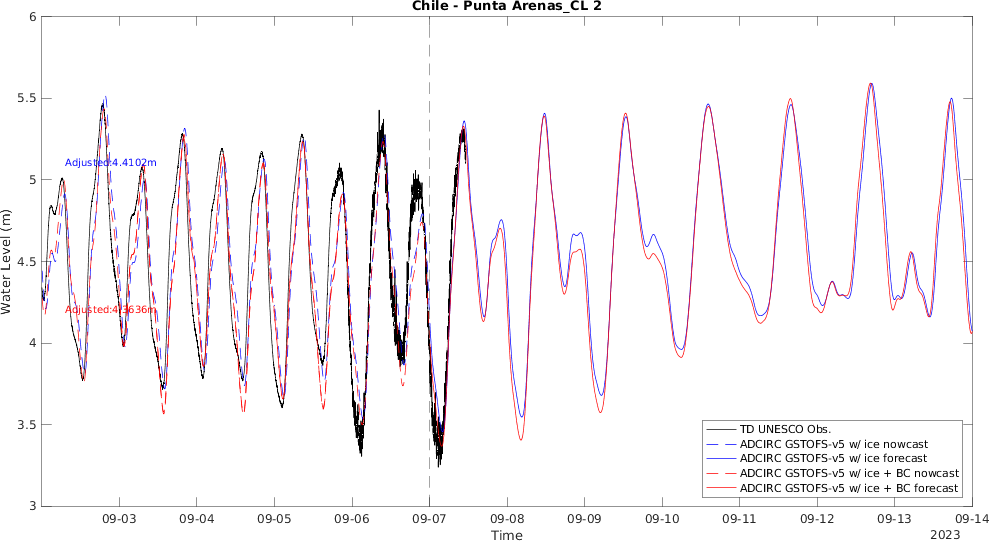 Chile - Punta Arenas_CL 2
Water Level (m)
6
5.5
5
4.5
4
3.5
3
Adjusted:4.4102m
Adjusted:4.3636m
TD UNESCO Obs.
ADCIRC GSTOFS-v5 w/ ice nowcast
ADCIRC GSTOFS-v5 w/ ice forecast
ADCIRC GSTOFS-v5 w/ ice + BC nowcast
ADCIRC GSTOFS-v5 w/ ice + BC forecast
09-03 09-04 09-05 09-06 09-07 09-08 09-09 09-10 09-11 09-12 09-13 09-14
Time
2023